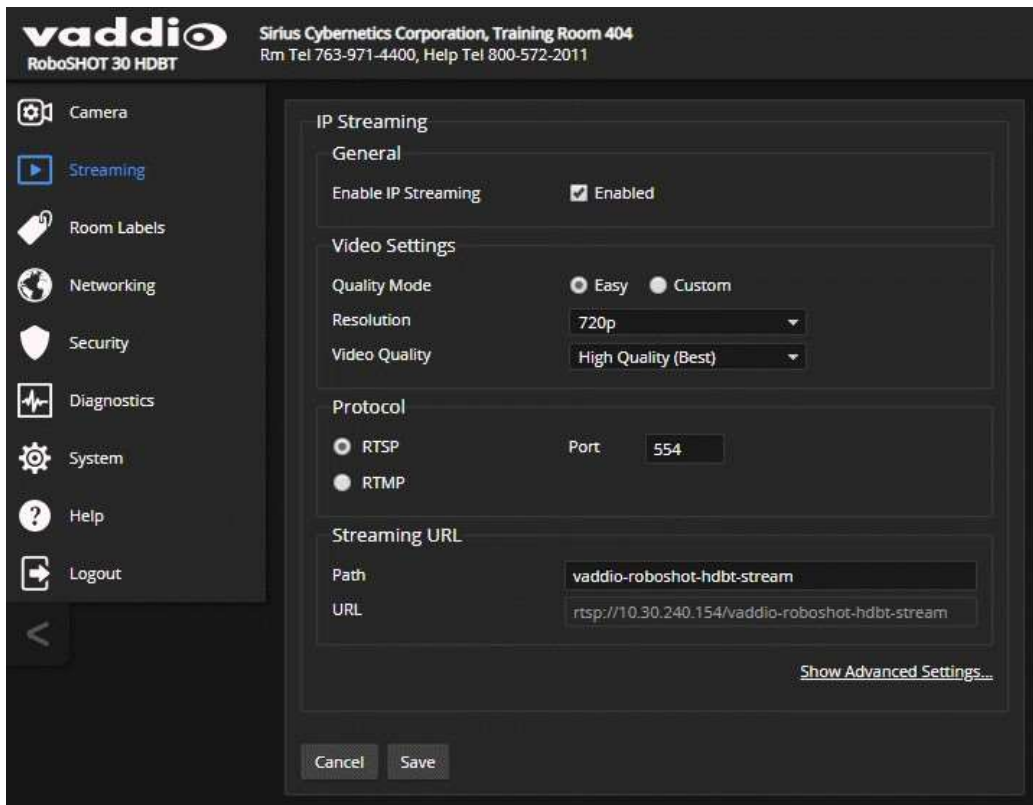 vaddio
RoboSHOT 30 HDBT
Sirius Cybernetics Corporation, Training Room 404
Rm Tel 763-971-4400, Help Tel 800-572-2011
Camera
Streaming
Room Labels
Networking
Security
Diagnostics
System
Help
Logout
<
IP Streaming
General
Enable IP Streaming Enabled
Video Settings
Quality Mode Easy Custom
Resolution 720p
Video Quality High Quality (Best)
Protocol
RTSP Port 554
RTMP
Streaming URL
Path vaddio-roboshot-hdbt-stream
URL rtsp://10.30.240.154/vaddio-roboshot-hdbt-stream
Show Advanced Settings...
Cancel Save